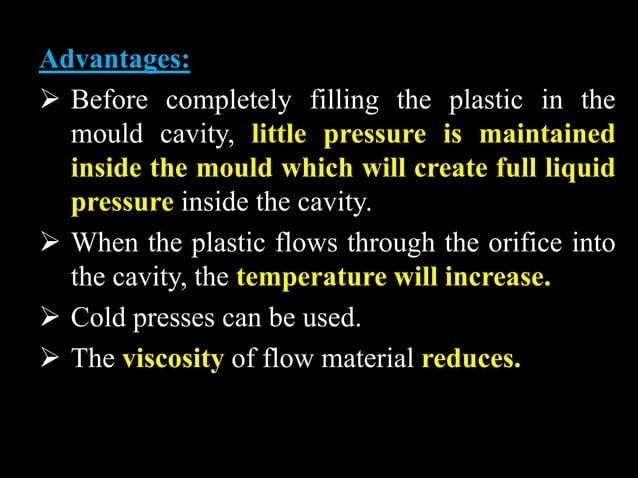 Advantages:
➢ Before completely filling the plastic in the
mould cavity, little pressure is maintained
inside the mould which will create full liquid
pressure inside the cavity.
➢ When the plastic flows through the orifice into
the cavity, the temperature will increase.
➢ Cold presses can be used.
➢ The viscosity of flow material reduces.